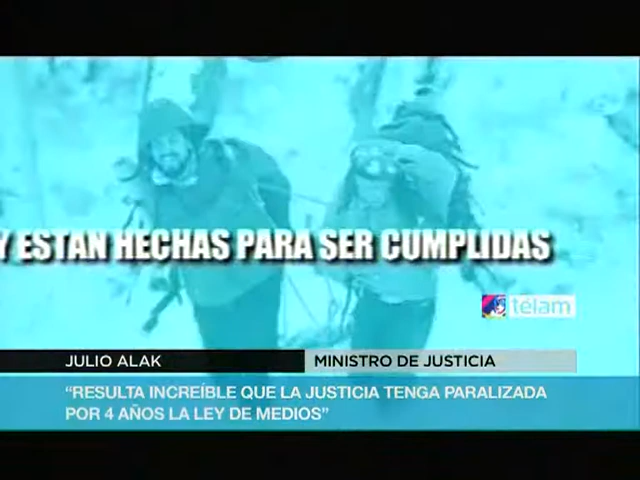 Y ESTAN HECHAS PARA SER CUMPLIDAS
télam
JULIO ALAK
MINISTRO DE JUSTICIA
“RESULTA INCREÍBLE QUE LA JUSTICIA TENGA PARALIZADA
POR 4 AÑOS LA LEY DE MEDIOS”